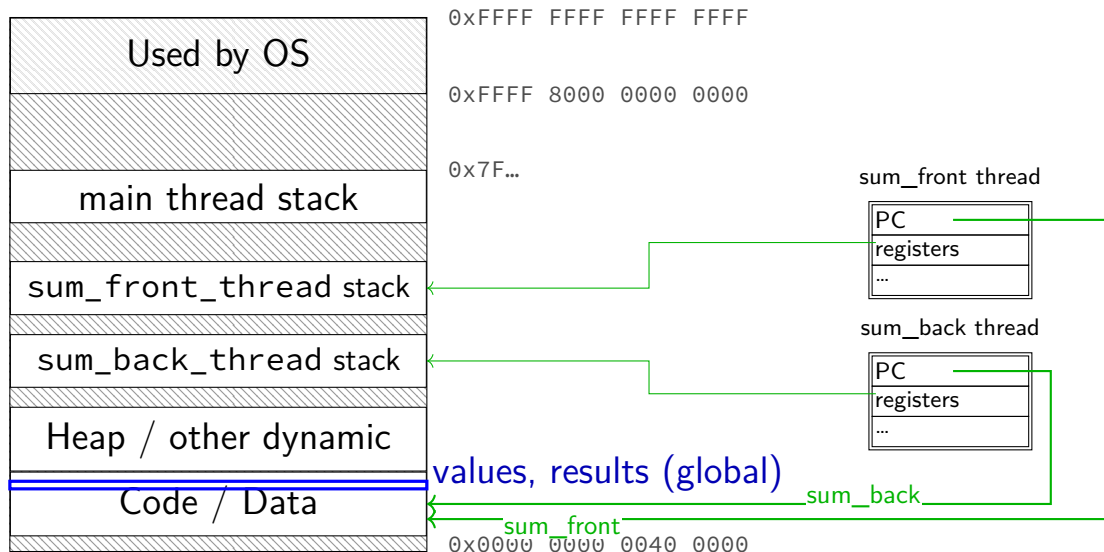 0xFFFF FFFF FFFF FFFF
Used by OS
0xFFFF 8000 0000 0000
0x7F…
main thread stack
sum_front_thread stack
sum_back_thread stack
Heap / other dynamic
values, results (global)
Code / Data
sum_back
sum_front
0x0000 0000 0040 0000
sum_front thread
PC
registers
...
sum_back thread
PC
registers
...